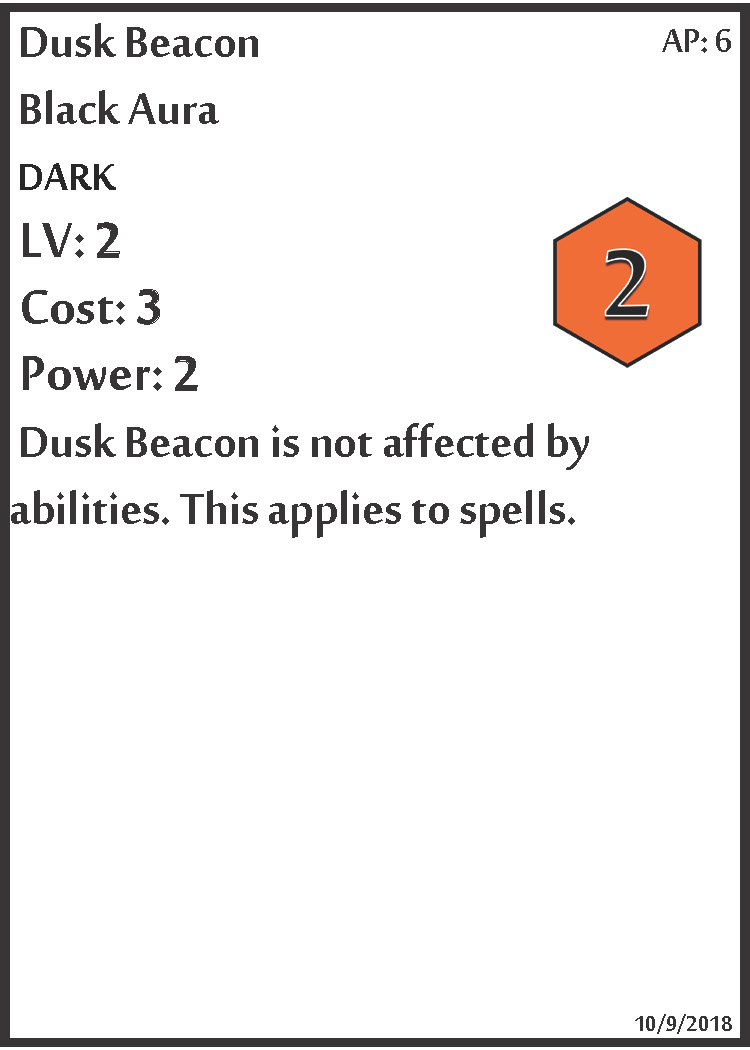 Dusk Beacon
AP: 6
Black Aura
DARK
LV: 2
Cost: 3
2
Power: 2
Dusk Beacon is not affected by
abilities. This applies to spells.
10/9/2018